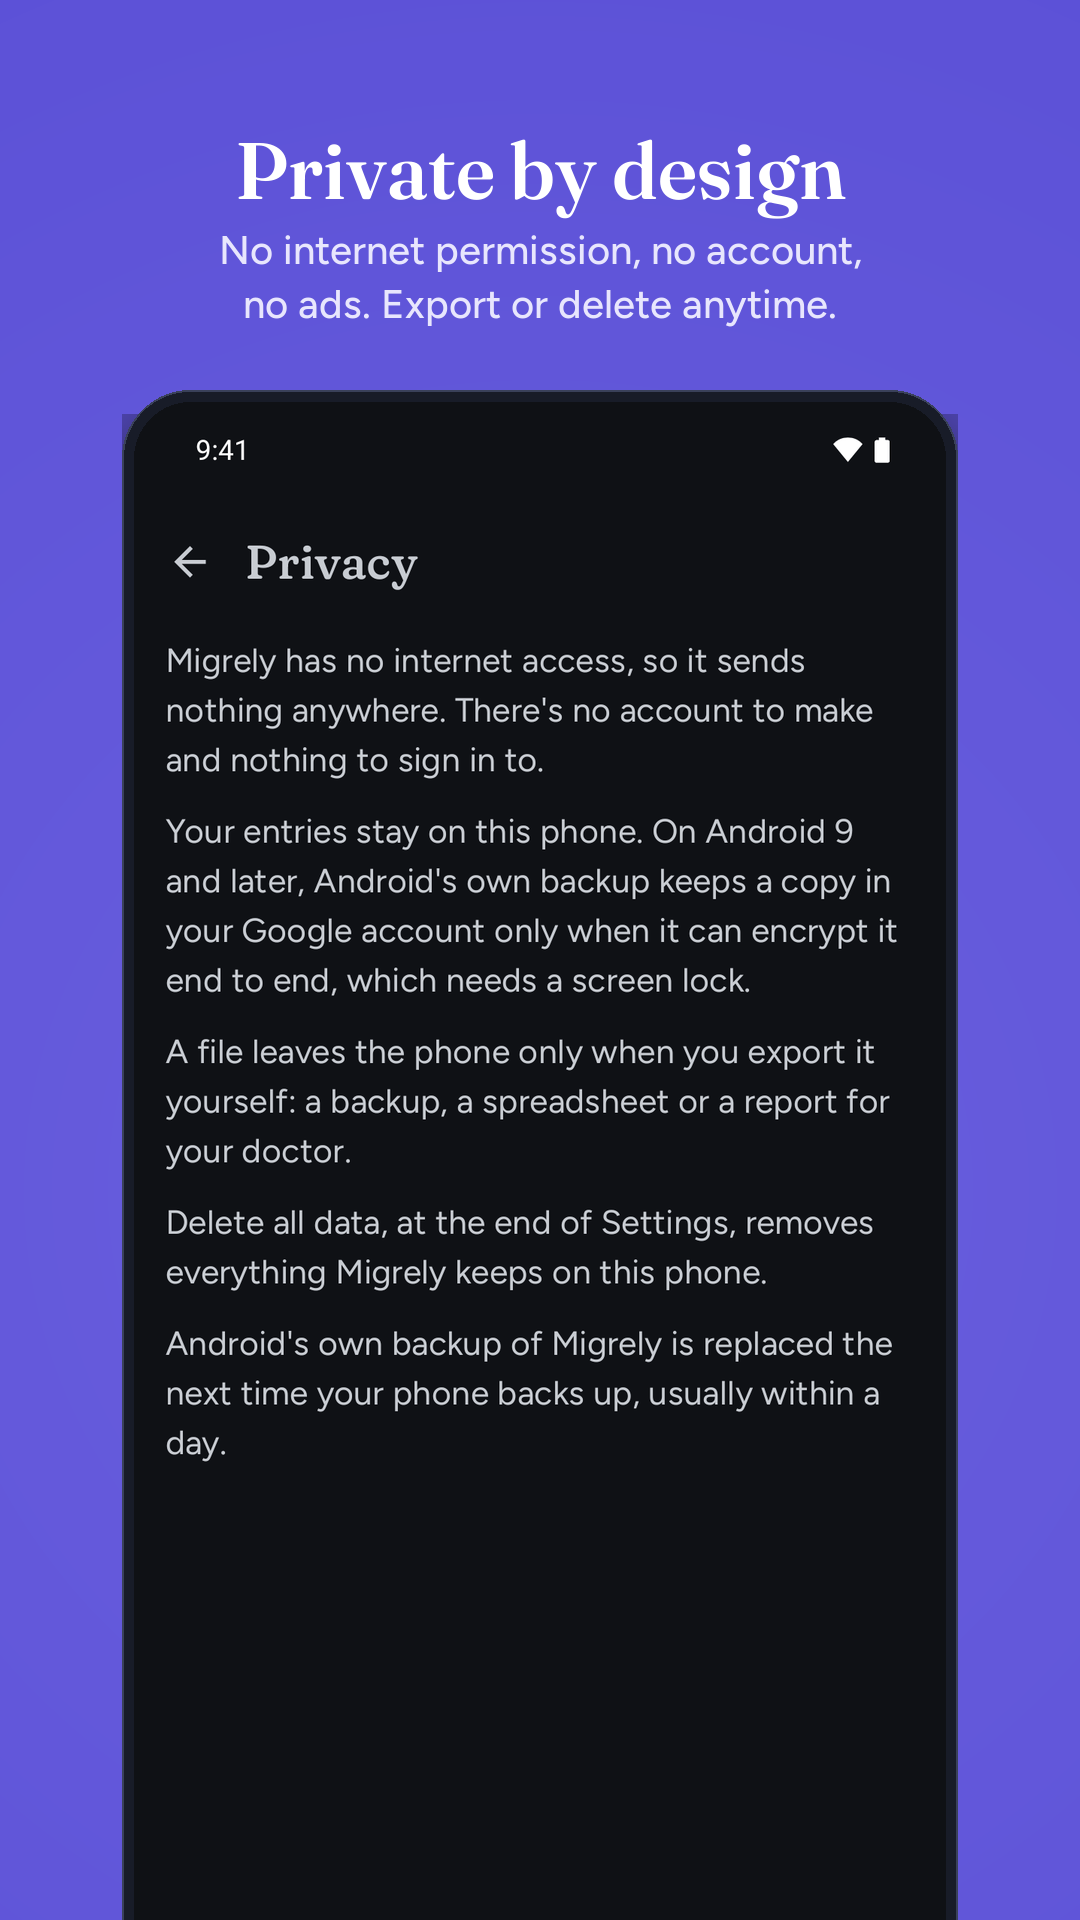 Private by design
No internet permission, no account,
no ads. Export or delete anytime.
9:41
Privacy
Migrely has no internet access, so it sends
nothing anywhere. There's no account to make
and nothing to sign in to.
Your entries stay on this phone. On Android 9
and later, Android's own backup keeps a copy in
your Google account only when it can encrypt it
end to end, which needs a screen lock.
A file leaves the phone only when you export it
yourself: a backup, a spreadsheet or a report for
your doctor.
Delete all data, at the end of Settings, removes
everything Migrely keeps on this phone.
Android's own backup of Migrely is replaced the
next time your phone backs up, usually within a
day.